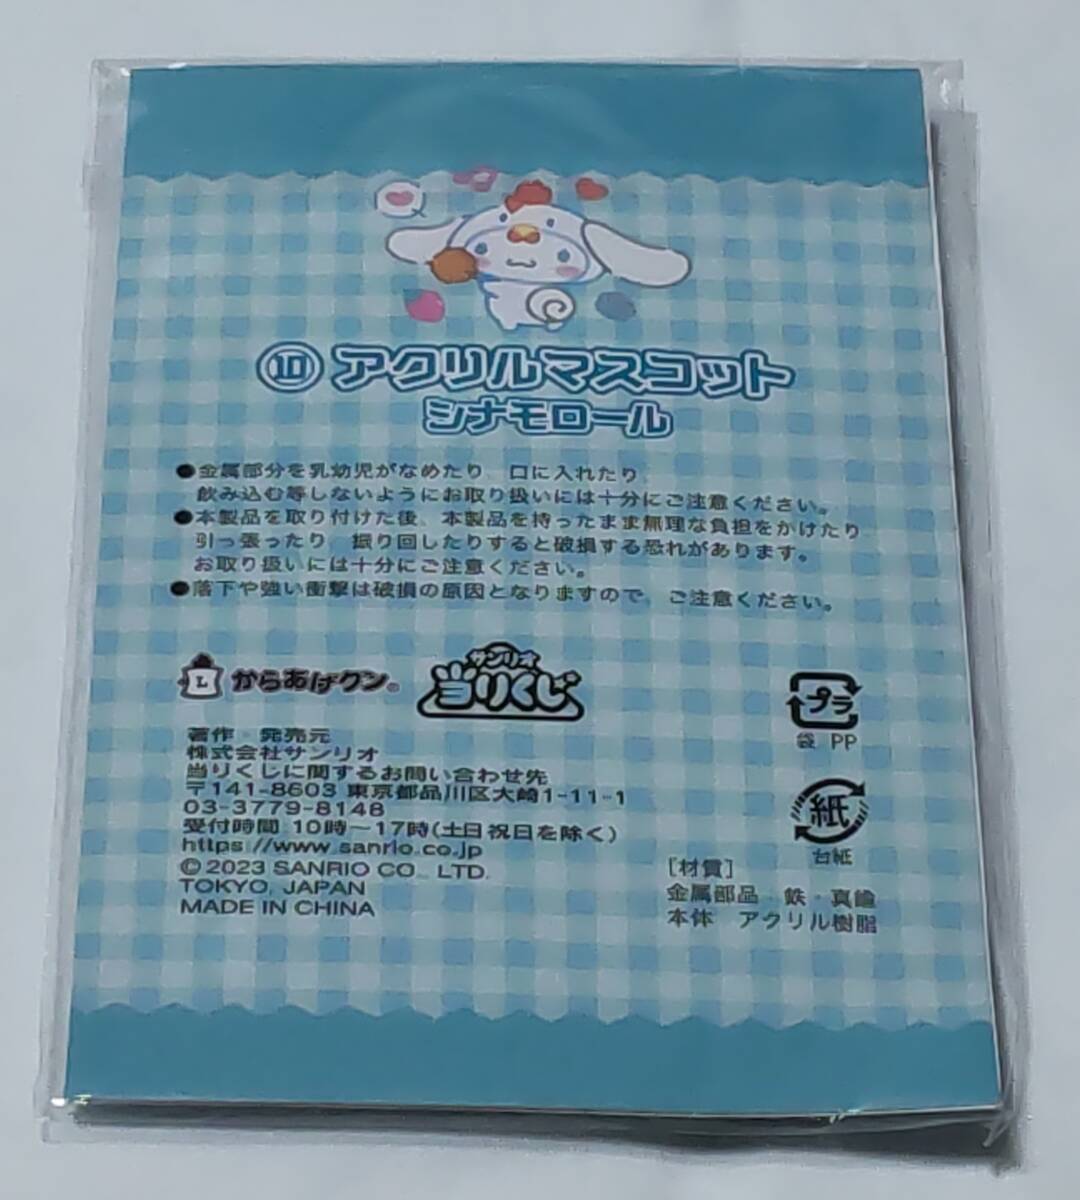 ⑩ アクリルマスコット
シナモロール
●金属部分を乳幼児がなめたり、口に入れたり
飲み込む等しないようにお取り扱いには十分にご注意ください。
●本製品を取り付けた後、本製品を持ったまま無理な負担をかけたり
引っ張ったり 振り回したりすると破損する恐れがあります。
お取り扱いには十分にご注意ください。
●落下や強い衝撃は破損の原因となりますので、ご注意ください。
L からあげクン®
サンリオ
当りくじ
プラ
袋 PP
著作・発売元
株式会社サンリオ
当りくじに関するお問い合わせ先
〒141-8603 東京都品川区大崎1-11-1
03-3779-8148
受付時間:10時～17時(土日祝日を除く)
https://www.sanrio.co.jp
©2023 SANRIO CO., LTD.
TOKYO, JAPAN
MADE IN CHINA
紙
台紙
[材質]
金属部品:鉄・真鍮
本体:アクリル樹脂